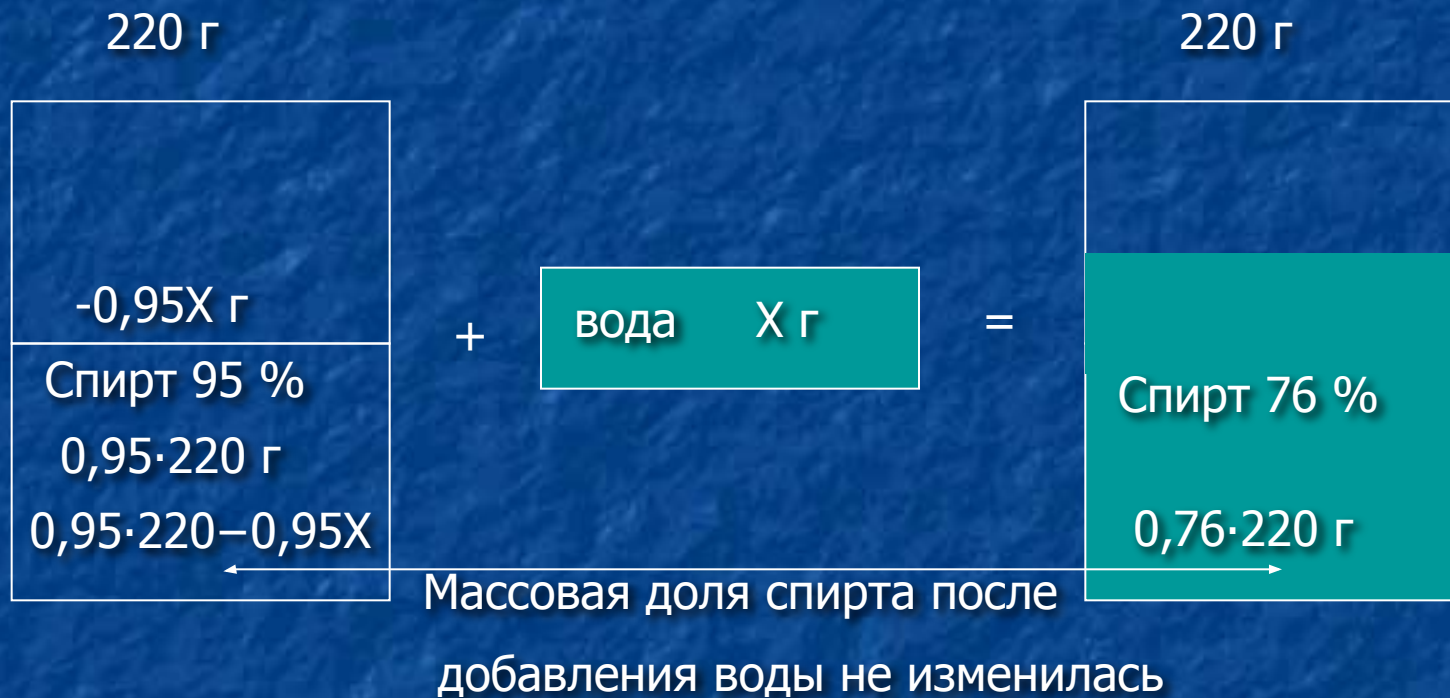 220 г
220 г
-0,95Х г
Спирт 95 %
0,95·220 г
0,95·220−0,95Х
+
вода Х г
=
Спирт 76 %
0,76·220 г
Массовая доля спирта после
добавления воды не изменилась